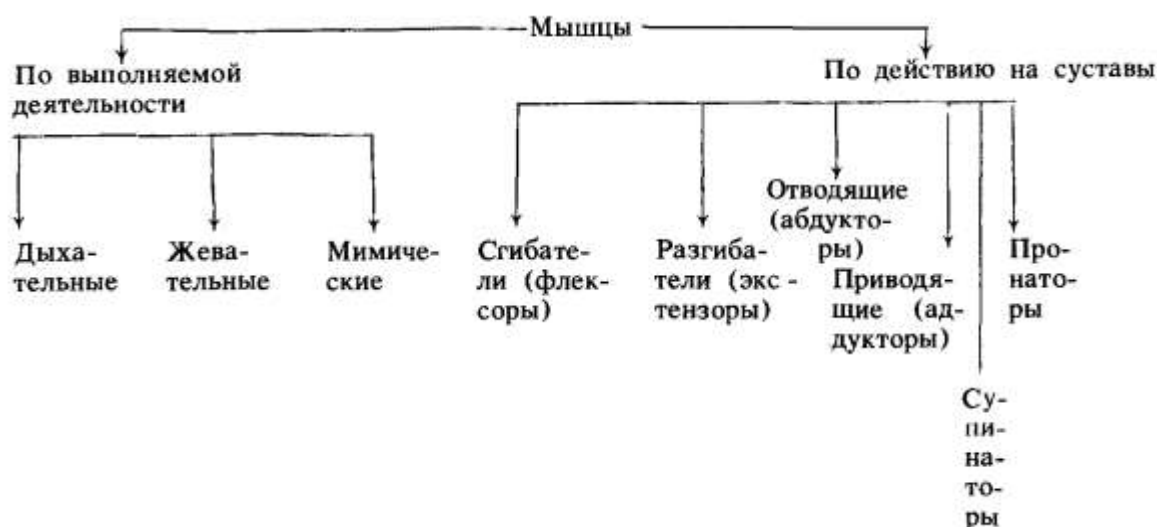 Мышцы
По выполняемой
деятельности
По действию на суставы
Дыха-
тельные
Жева-
тельные
Мимиче-
ские
Сгибате-
ли (флек-
соры)
Разгиба-
тели (экс -
тензоры)
Отводящие
(абдукто-
ры)
Приводя-
щие (ад-
дукторы)
Су-
пи-
на-
то-
ры
Про-
нато-
ры